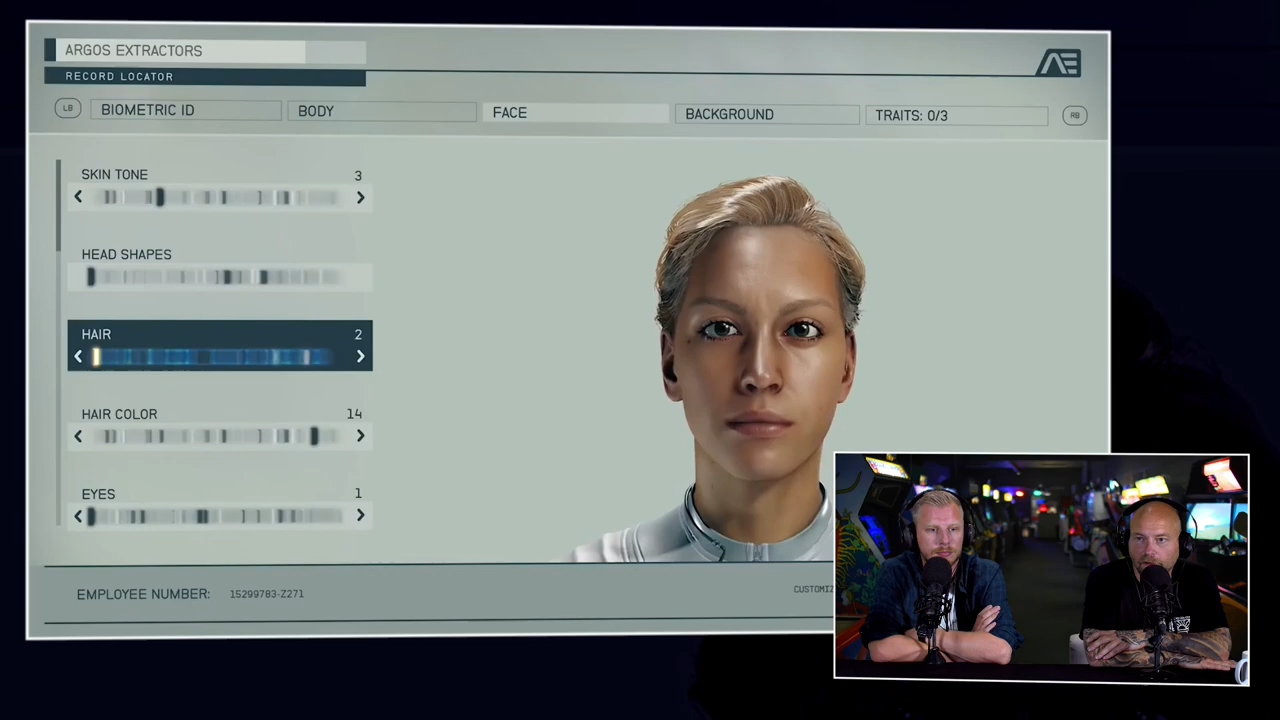 ARGOS EXTRACTORS
RECORD LOCATOR
LB BIOMETRIC ID BODY FACE BACKGROUND TRAITS: 0/3 RB
SKIN TONE 3
HEAD SHAPES
HAIR 2
HAIR COLOR 14
EYES 1
EMPLOYEE NUMBER: 15299783-Z271